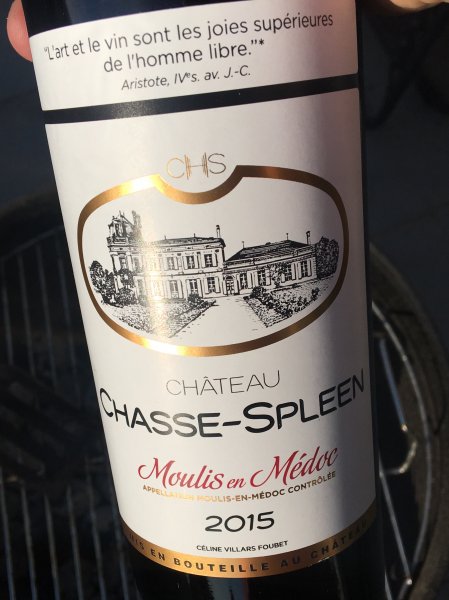 "L'art et le vin sont les joies supérieures
de l'homme libre."*
Aristote, IVᵉs. av. J.-C.
CHS
CHÂTEAU
CHASSE-SPLEEN
Moulis en Médoc
APPELLATION MOULIS-EN-MÉDOC CONTRÔLÉE
2015
CÉLINE VILLARS FOUBET
MIS EN BOUTEILLE AU CHÂTEAU